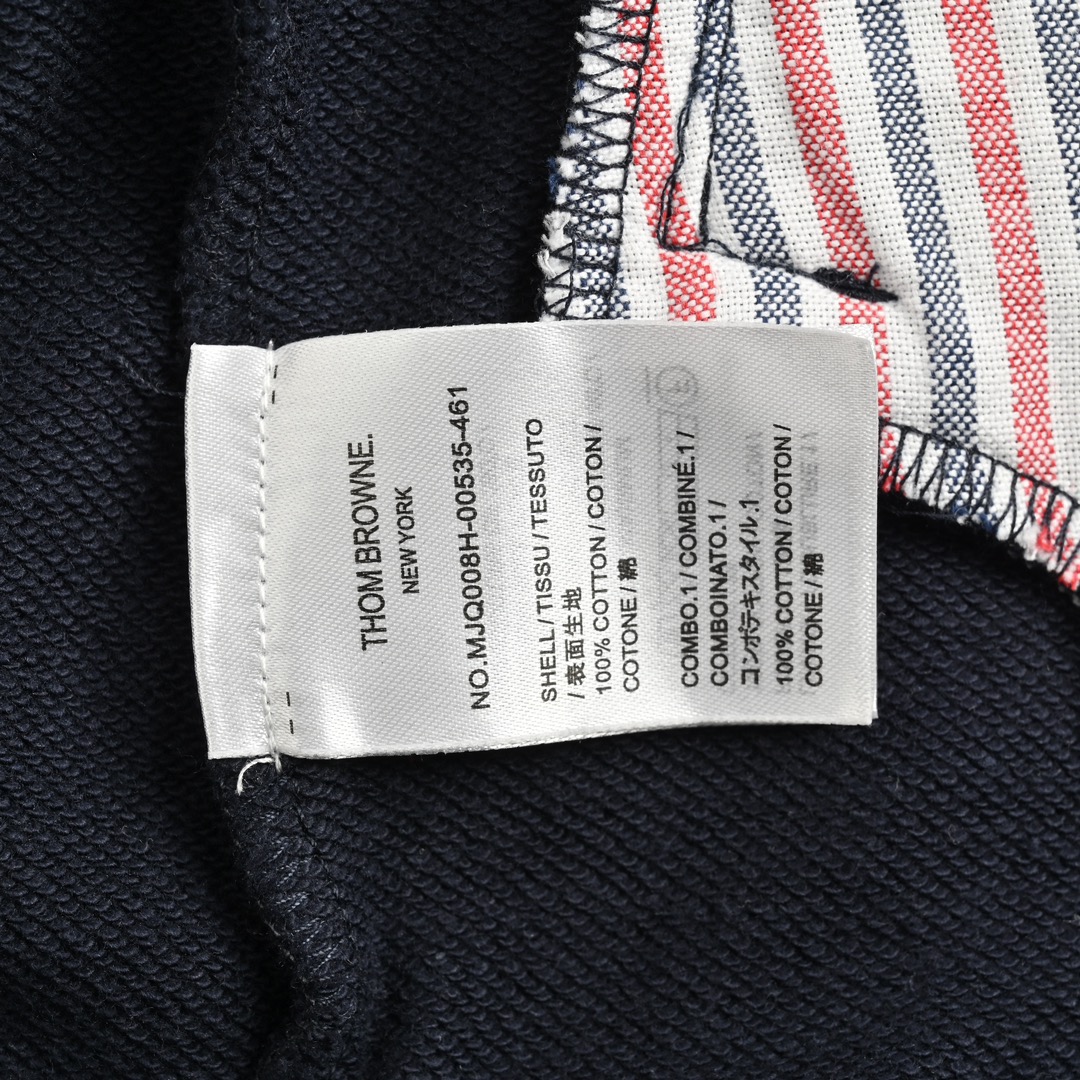 THOM BROWNE.
NEW YORK
NO.MJQ008H-00535-461
SHELL / TISSU / TESSUTO
/ 表面生地
100% COTTON / COTON /
COTONE / 綿
COMBO.1 / COMBINÉ.1 /
COMBOINATO.1 /
コンポテキスタイル.1
100% COTTON / COTON /
COTONE / 綿